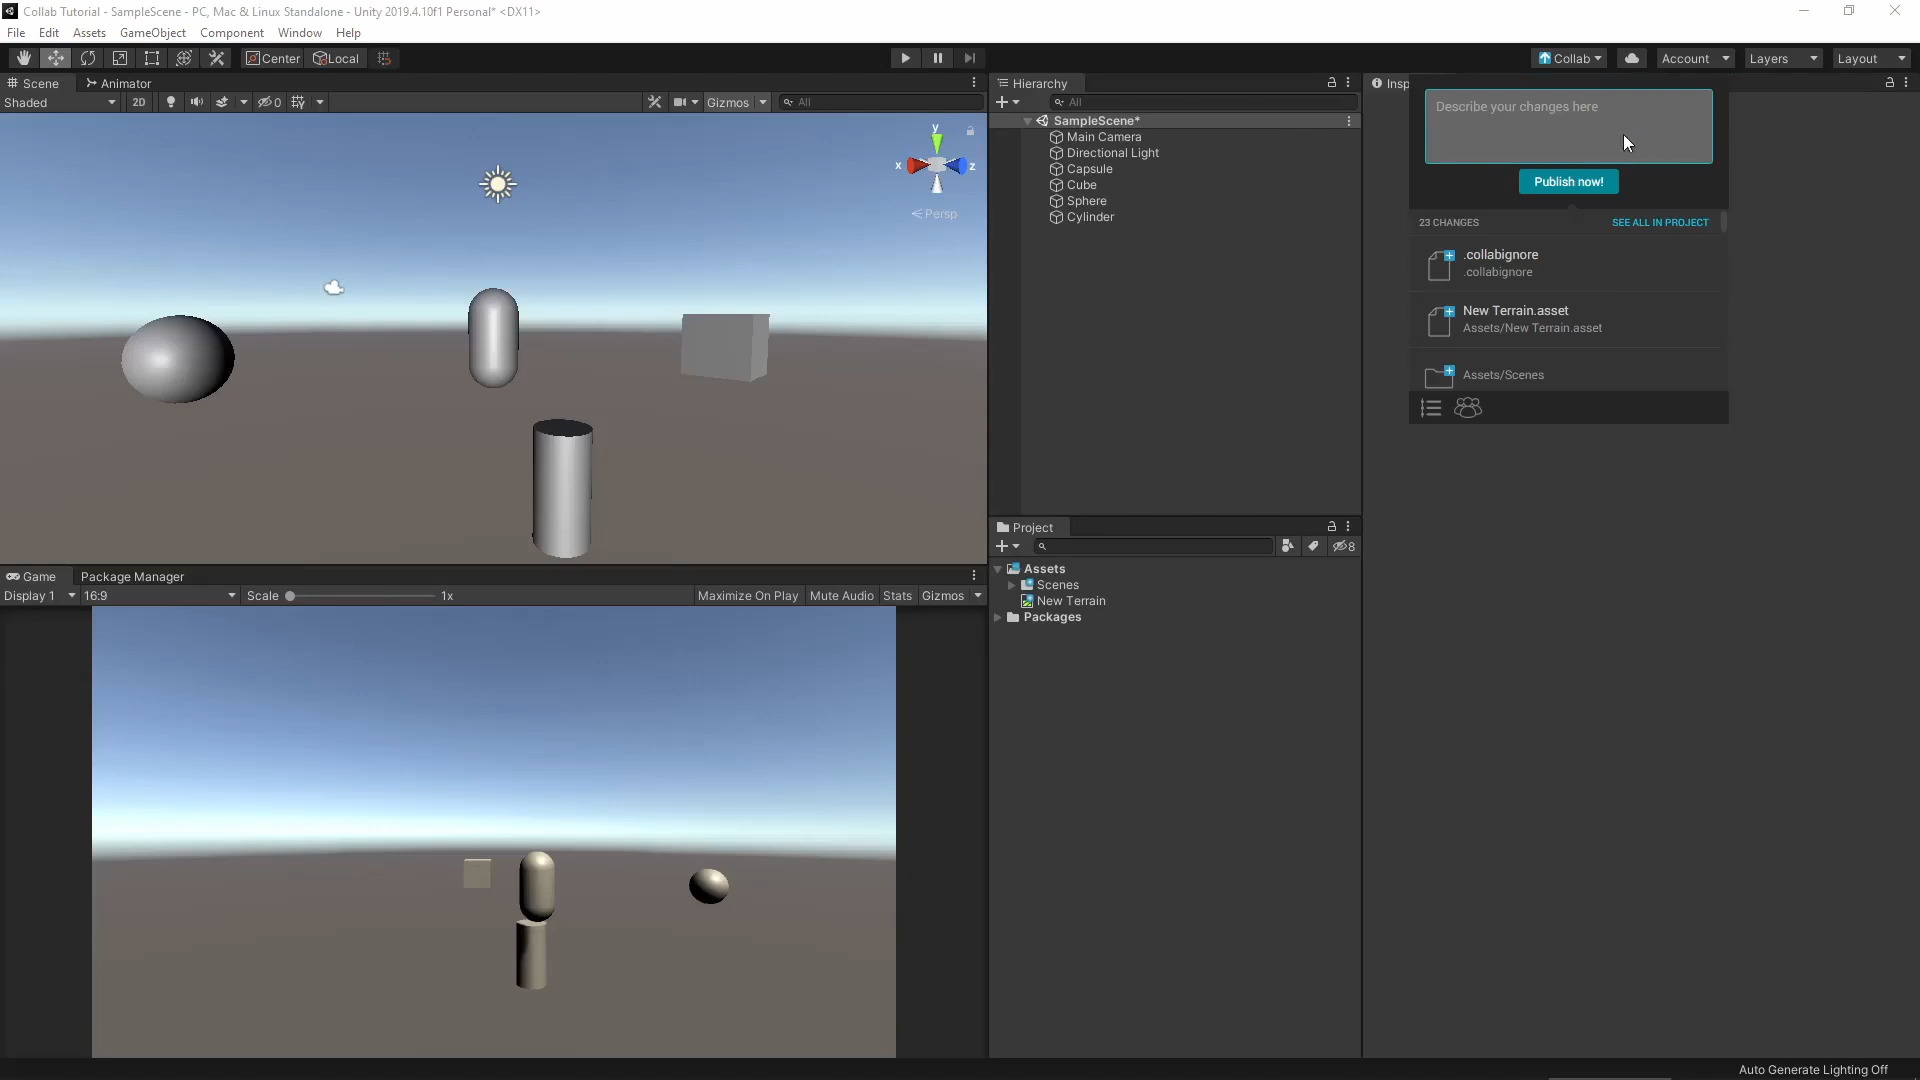 Collab Tutorial - SampleScene - PC, Mac & Linux Standalone - Unity 2019.4.10f1 Personal* <DX11>
File Edit Assets GameObject Component Window Help
Center Local Collab Account Layers Layout
Scene Animator
Shaded 2D 0 Gizmos All
y
x z
Persp
Hierarchy
All
SampleScene*
Main Camera
Directional Light
Capsule
Cube
Sphere
Cylinder
Insp
Describe your changes here
Publish now!
23 CHANGES SEE ALL IN PROJECT
.collabignore
.collabignore
New Terrain.asset
Assets/New Terrain.asset
Assets/Scenes
Project
8
Assets
Scenes
New Terrain
Packages
Game Package Manager
Display 1 16:9 Scale 1x Maximize On Play Mute Audio Stats Gizmos
Auto Generate Lighting Off